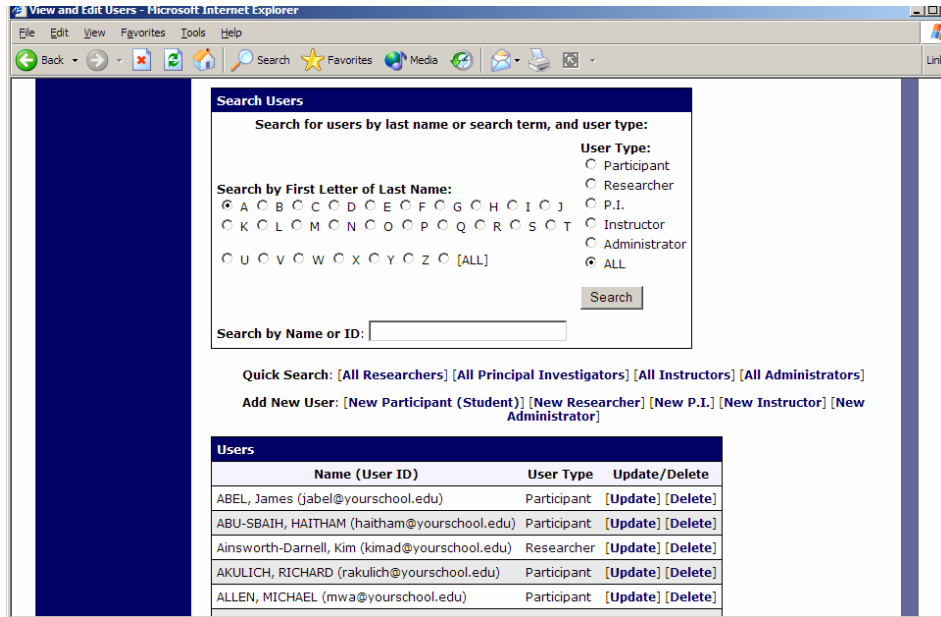 View and Edit Users - Microsoft Internet Explorer
File Edit View Favorites Tools Help
Back Search Favorites Media
Search Users
Search for users by last name or search term, and user type:
User Type:
Participant
Researcher
Search by First Letter of Last Name:
A B C D E F G H I J
P.I.
K L M N O P Q R S T
Instructor
Administrator
U V W X Y Z [ALL]
ALL
Search
Search by Name or ID:
Quick Search: [All Researchers] [All Principal Investigators] [All Instructors] [All Administrators]
Add New User: [New Participant (Student)] [New Researcher] [New P.I.] [New Instructor] [New
Administrator]
Users
Name (User ID) User Type Update/Delete
ABEL, James (jabel@yourschool.edu) Participant [Update] [Delete]
ABU-SBAIH, HAITHAM (haitham@yourschool.edu) Participant [Update] [Delete]
Ainsworth-Darnell, Kim (kimad@yourschool.edu) Researcher [Update] [Delete]
AKULICH, RICHARD (rakulich@yourschool.edu) Participant [Update] [Delete]
ALLEN, MICHAEL (mwa@yourschool.edu) Participant [Update] [Delete]